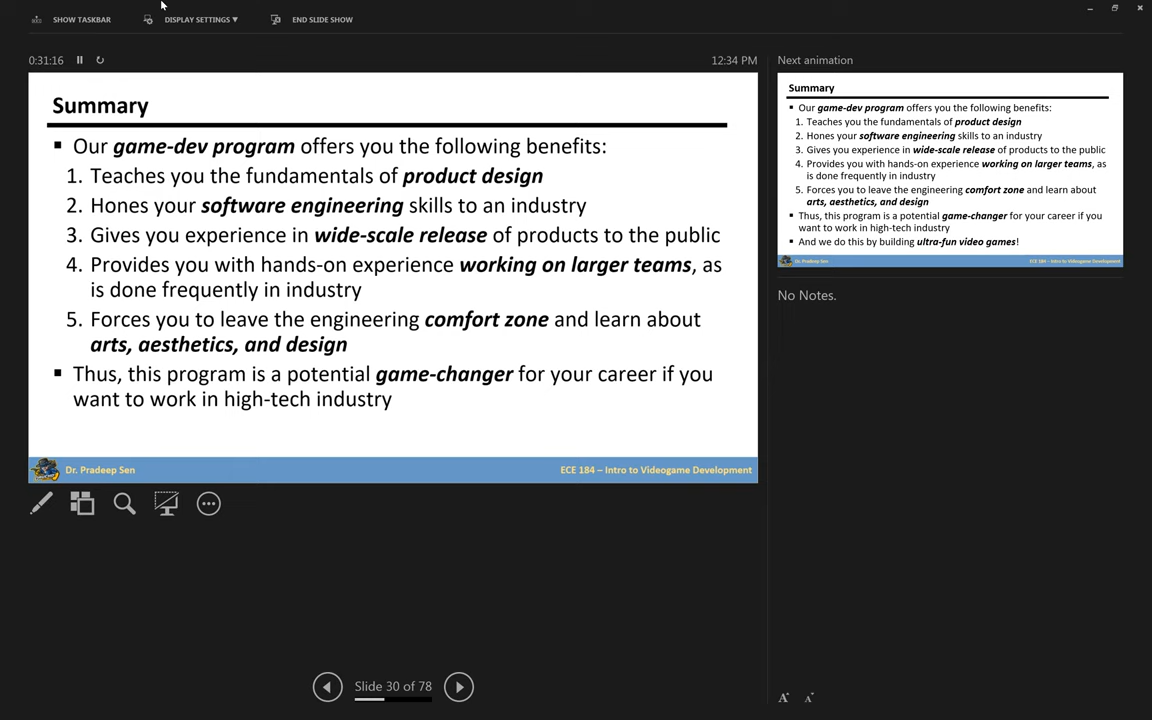 SHOW TASKBAR
DISPLAY SETTINGS ▼
END SLIDE SHOW
0:31:16
12:34 PM
Summary
▪ Our game-dev program offers you the following benefits:
1. Teaches you the fundamentals of product design
2. Hones your software engineering skills to an industry
3. Gives you experience in wide-scale release of products to the public
4. Provides you with hands-on experience working on larger teams, as
is done frequently in industry
5. Forces you to leave the engineering comfort zone and learn about
arts, aesthetics, and design
▪ Thus, this program is a potential game-changer for your career if you
want to work in high-tech industry
Dr. Pradeep Sen
ECE 184 – Intro to Videogame Development
Slide 30 of 78
Next animation
Summary
▪ Our game-dev program offers you the following benefits:
1. Teaches you the fundamentals of product design
2. Hones your software engineering skills to an industry
3. Gives you experience in wide-scale release of products to the public
4. Provides you with hands-on experience working on larger teams, as
is done frequently in industry
5. Forces you to leave the engineering comfort zone and learn about
arts, aesthetics, and design
▪ Thus, this program is a potential game-changer for your career if you
want to work in high-tech industry
▪ And we do this by building ultra-fun video games!
Dr. Pradeep Sen
ECE 184 – Intro to Videogame Development
No Notes.
A A